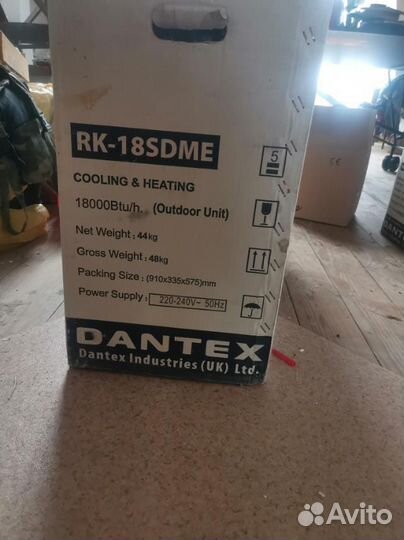 RK-18SDME
COOLING & HEATING
18000Btu/h. (Outdoor Unit)
Net Weight: 44kg
Gross Weight: 48kg
Packing Size: (910x335x575)mm
Power Supply: 220-240V~ 50Hz
5
DANTEX
Dantex Industries (UK) Ltd.
Avito